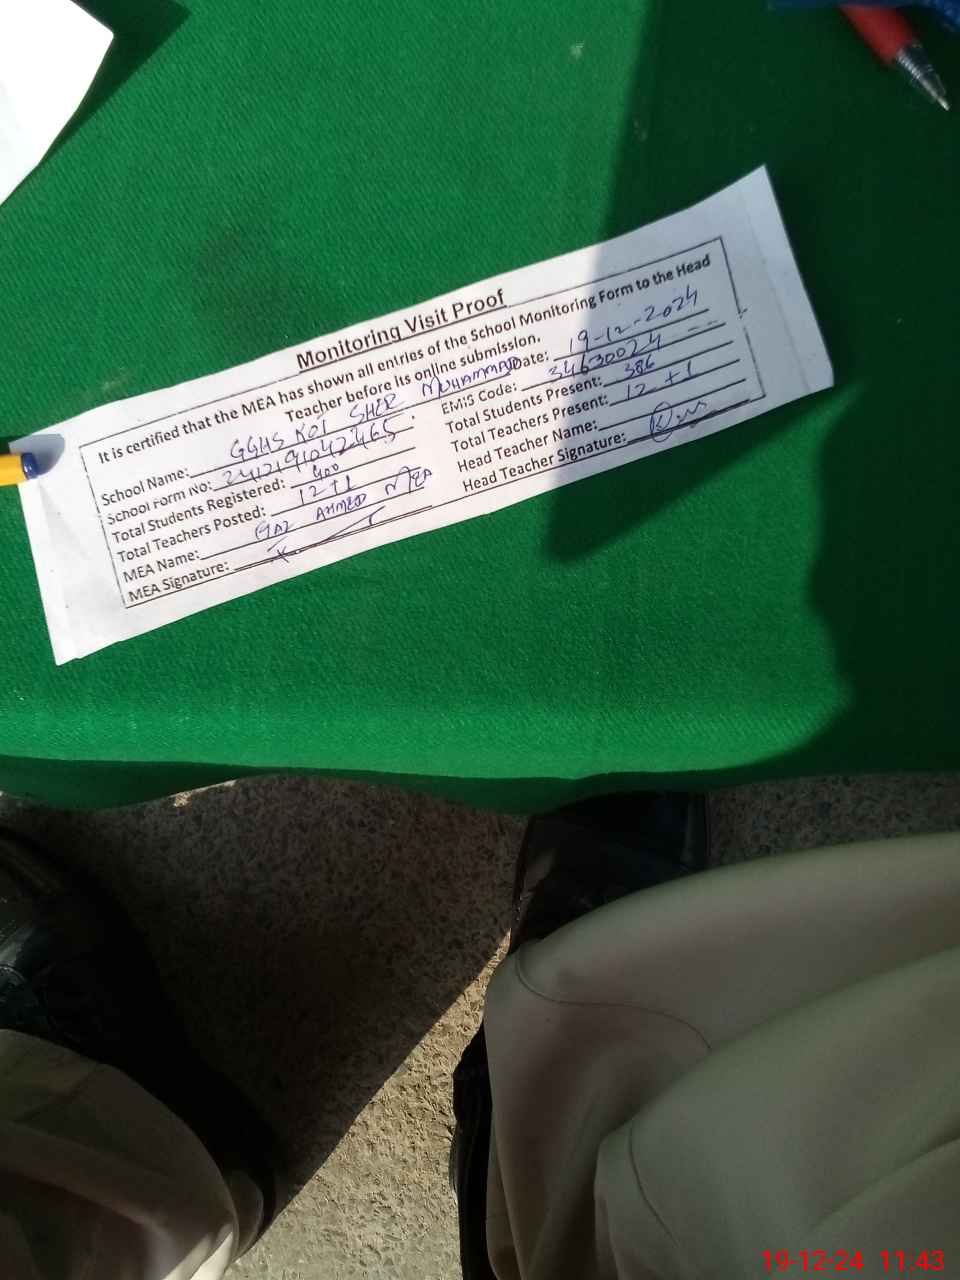 Monitoring Visit Proof
It is certified that the MEA has shown all entries of the School Monitoring Form to the Head
Teacher before its online submission.
School Name: GGHS KOT SHER MUHAMMAD Date: 19-12-2024
School Form No: EMIS Code: 34630024
Total Students Registered: 400 Total Students Present: 386
Total Teachers Posted: 12+1 Total Teachers Present: 12+1
MEA Name: AHMED MEA Head Teacher Name:
MEA Signature: Head Teacher Signature:
19-12-24 11:43